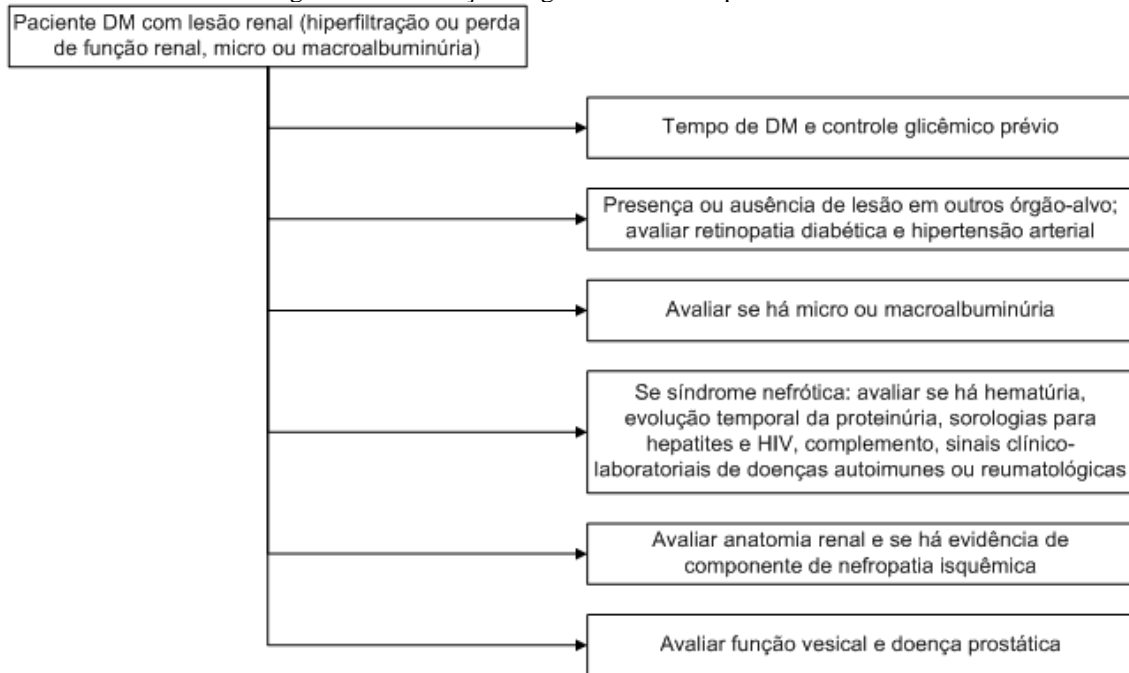 Paciente DM com lesão renal (hiperfiltração ou perda
de função renal, micro ou macroalbuminúria)
Tempo de DM e controle glicêmico prévio
Presença ou ausência de lesão em outros órgão-alvo;
avaliar retinopatia diabética e hipertensão arterial
Avaliar se há micro ou macroalbuminúria
Se síndrome nefrótica: avaliar se há hematúria,
evolução temporal da proteinúria, sorologias para
hepatites e HIV, complemento, sinais clínico-
laboratoriais de doenças autoimunes ou reumatológicas
Avaliar anatomia renal e se há evidência de
componente de nefropatia isquêmica
Avaliar função vesical e doença prostática